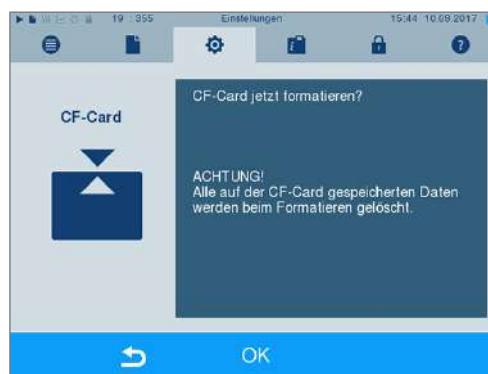 19 : 355 Einstellungen 15:44 10.09.2017
i ?
CF-Card
CF-Card jetzt formatieren?
ACHTUNG!
Alle auf der CF-Card gespeicherten Daten
werden beim Formatieren gelöscht.
OK